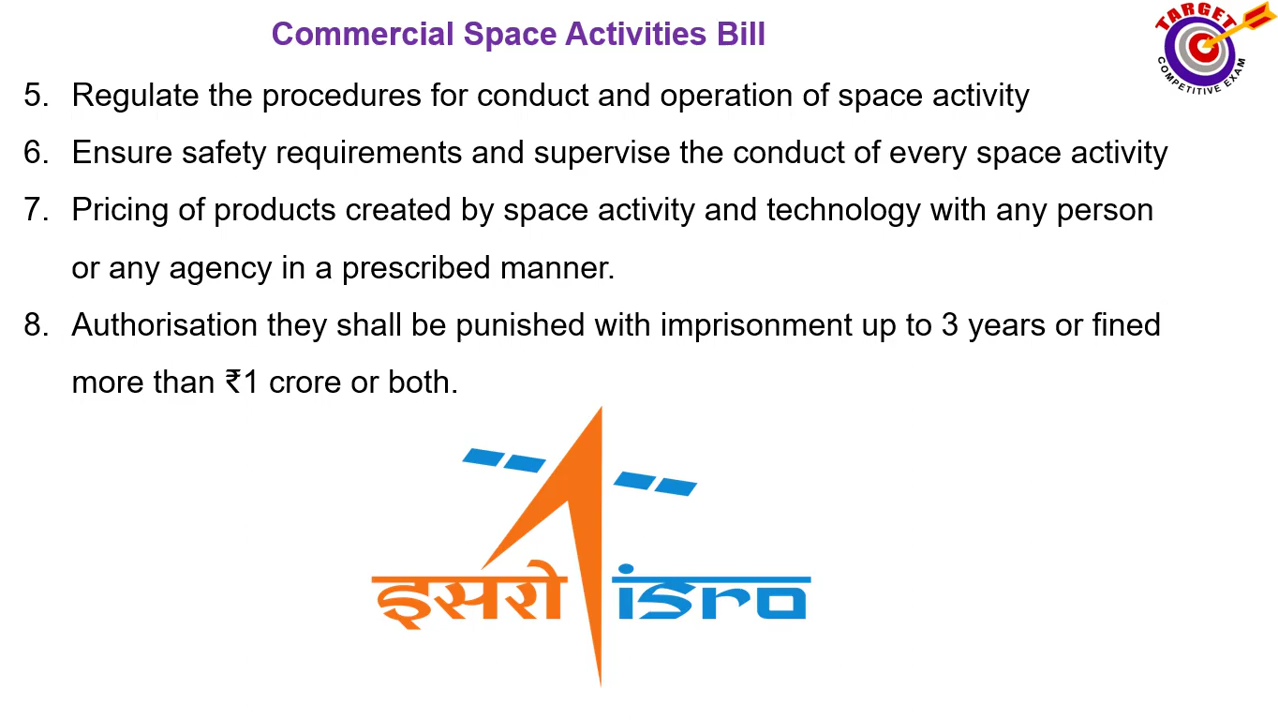 Commercial Space Activities Bill
TARGET
COMPETITIVE EXAM
5. Regulate the procedures for conduct and operation of space activity
6. Ensure safety requirements and supervise the conduct of every space activity
7. Pricing of products created by space activity and technology with any person
or any agency in a prescribed manner.
8. Authorisation they shall be punished with imprisonment up to 3 years or fined
more than ₹1 crore or both.
इसरो isro